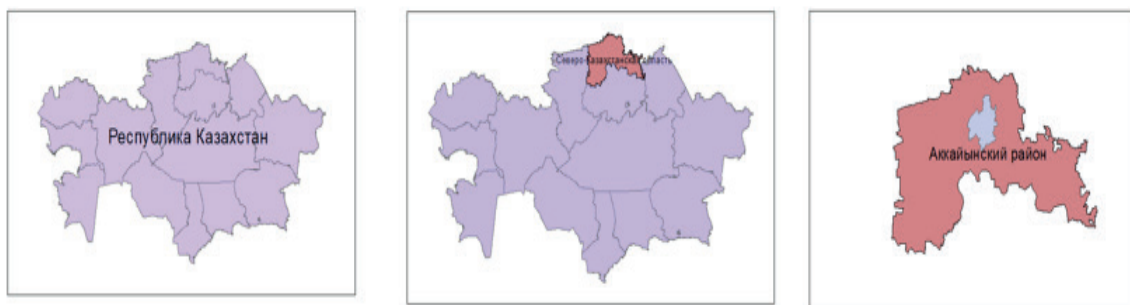 Республика Казахстан
Северо-Казахстанская область
Аккайынский район